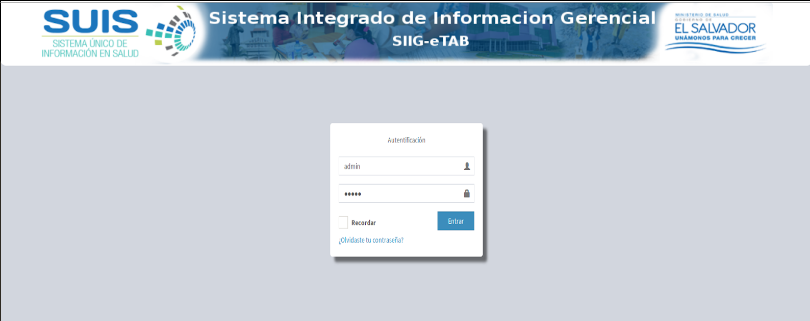 SUIS
SISTEMA ÚNICO DE
INFORMACIÓN EN SALUD
Sistema Integrado de Informacion Gerencial
SIIG-eTAB
MINISTERIO DE SALUD
GOBIERNO DE
EL SALVADOR
UNÁMONOS PARA CRECER
Autentificación
admin
•••••
Recordar
Entrar
¿Olvidaste tu contraseña?